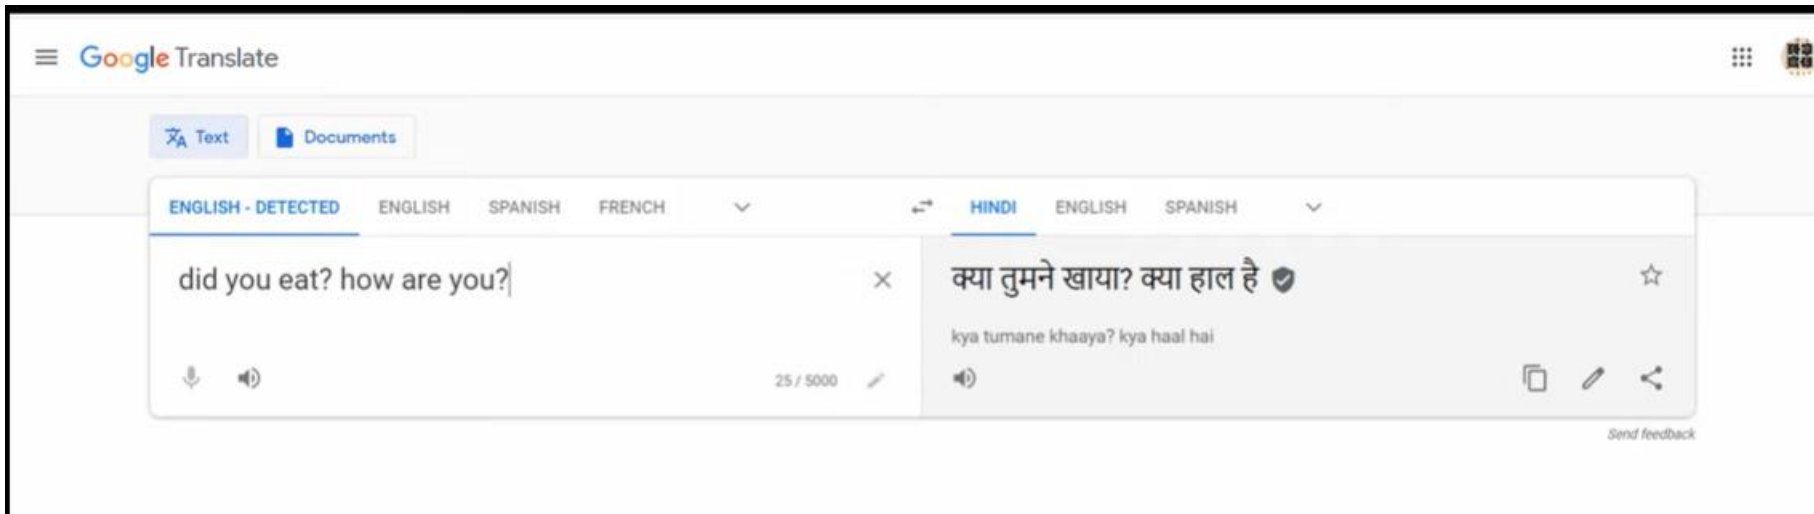 Google Translate
Text Documents
ENGLISH - DETECTED ENGLISH SPANISH FRENCH HINDI ENGLISH SPANISH
did you eat? how are you? क्या तुमने खाया? क्या हाल है
kya tumane khaaya? kya haal hai
25 / 5000
Send feedback